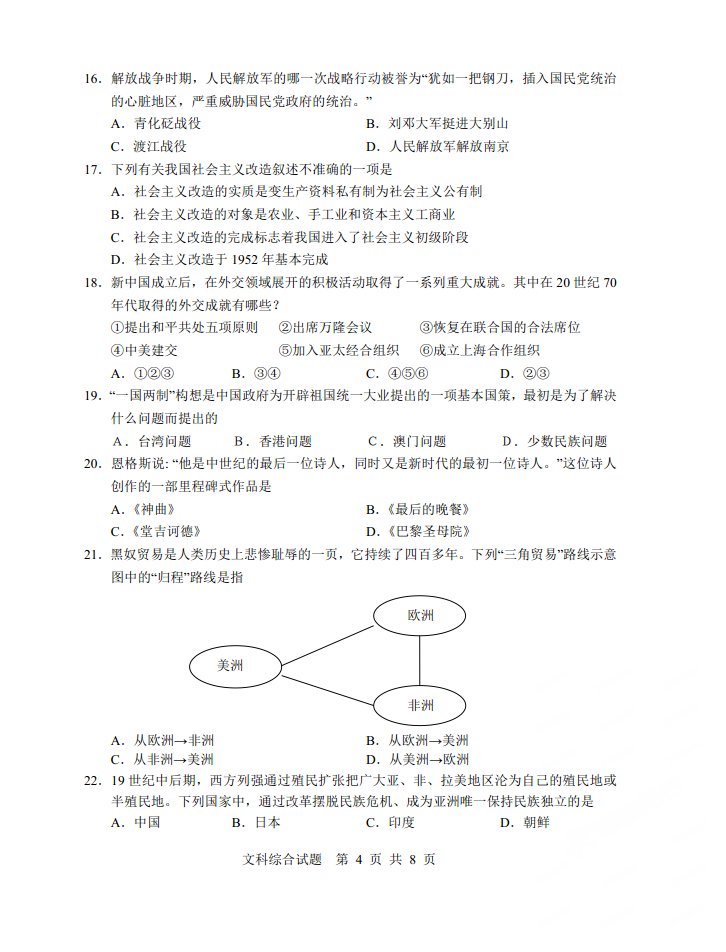 16．解放战争时期，人民解放军的哪一次战略行动被誉为“犹如一把钢刀，插入国民党统治
的心脏地区，严重威胁国民党政府的统治。”
A．青化砭战役 B．刘邓大军挺进大别山
C．渡江战役 D．人民解放军解放南京
17．下列有关我国社会主义改造叙述不准确的一项是
A．社会主义改造的实质是变生产资料私有制为社会主义公有制
B．社会主义改造的对象是农业、手工业和资本主义工商业
C．社会主义改造的完成标志着我国进入了社会主义初级阶段
D．社会主义改造于 1952 年基本完成
18．新中国成立后，在外交领域展开的积极活动取得了一系列重大成就。其中在 20 世纪 70
年代取得的外交成就有哪些？
①提出和平共处五项原则 ②出席万隆会议 ③恢复在联合国的合法席位
④中美建交 ⑤加入亚太经合组织 ⑥成立上海合作组织
A．①②③ B．③④ C．④⑤⑥ D．②③
19．“一国两制”构想是中国政府为开辟祖国统一大业提出的一项基本国策，最初是为了解决
什么问题而提出的
A．台湾问题 B．香港问题 C．澳门问题 D．少数民族问题
20．恩格斯说: “他是中世纪的最后一位诗人，同时又是新时代的最初一位诗人。”这位诗人
创作的一部里程碑式作品是
A．《神曲》 B．《最后的晚餐》
C．《堂吉诃德》 D．《巴黎圣母院》
21．黑奴贸易是人类历史上悲惨耻辱的一页，它持续了四百多年。下列“三角贸易”路线示意
图中的“归程”路线是指
欧洲
美洲
非洲
A．从欧洲→非洲 B．从欧洲→美洲
C．从非洲→美洲 D．从美洲→欧洲
22．19 世纪中后期，西方列强通过殖民扩张把广大亚、非、拉美地区沦为自己的殖民地或
半殖民地。下列国家中，通过改革摆脱民族危机、成为亚洲唯一保持民族独立的是
A．中国 B．日本 C．印度 D．朝鲜
文科综合试题 第 4 页 共 8 页